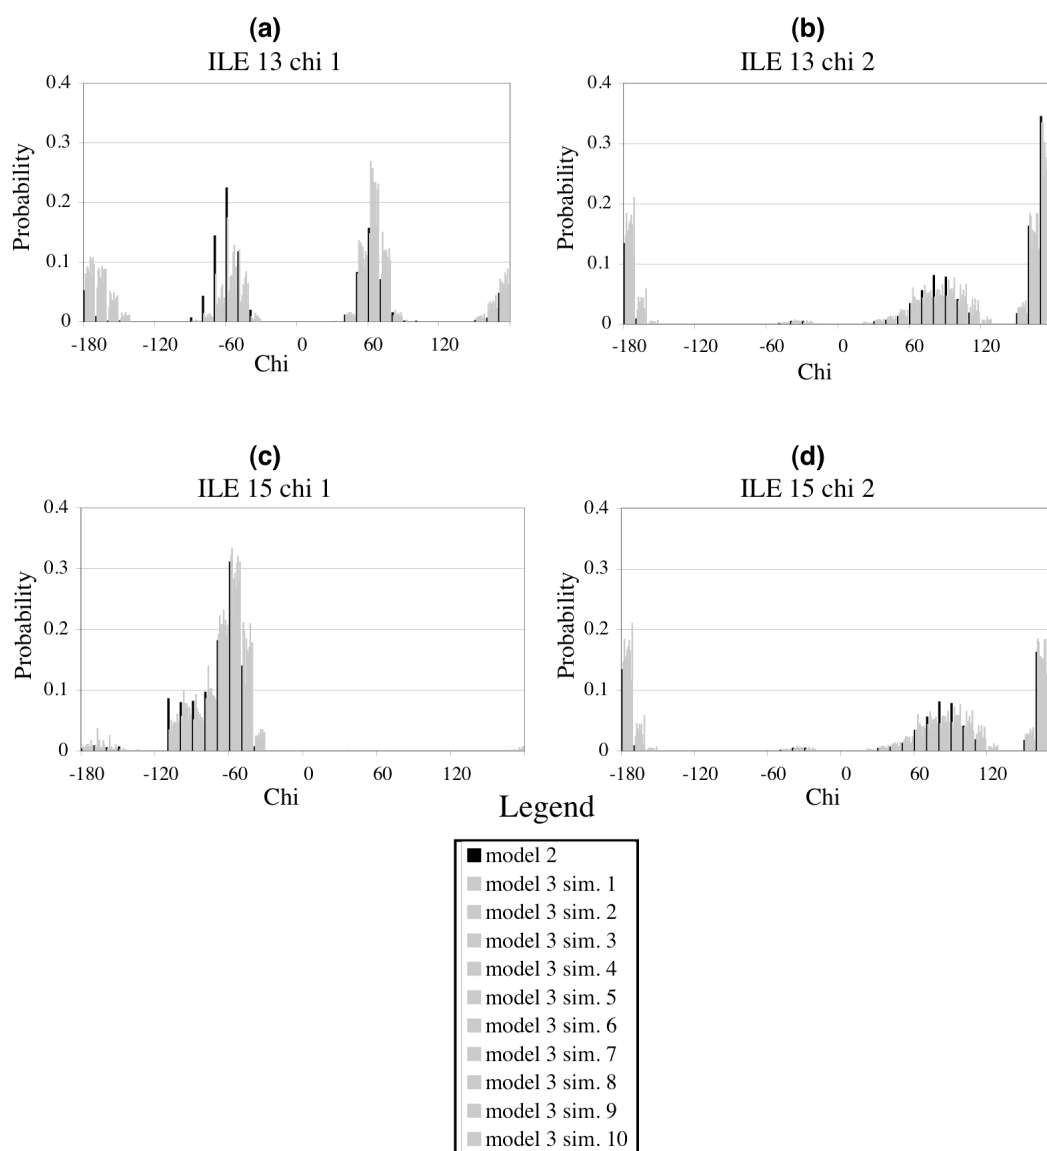 (a)
ILE 13 chi 1
0.4
0.3
0.2
0.1
0
Probability
-180 -120 -60 0 60 120
Chi
(b)
ILE 13 chi 2
0.4
0.3
0.2
0.1
0
Probability
-180 -120 -60 0 60 120
Chi
(c)
ILE 15 chi 1
0.4
0.3
0.2
0.1
0
Probability
-180 -120 -60 0 60 120
Chi
(d)
ILE 15 chi 2
0.4
0.3
0.2
0.1
0
Probability
-180 -120 -60 0 60 120
Chi
Legend
model 2
model 3 sim. 1
model 3 sim. 2
model 3 sim. 3
model 3 sim. 4
model 3 sim. 5
model 3 sim. 6
model 3 sim. 7
model 3 sim. 8
model 3 sim. 9
model 3 sim. 10